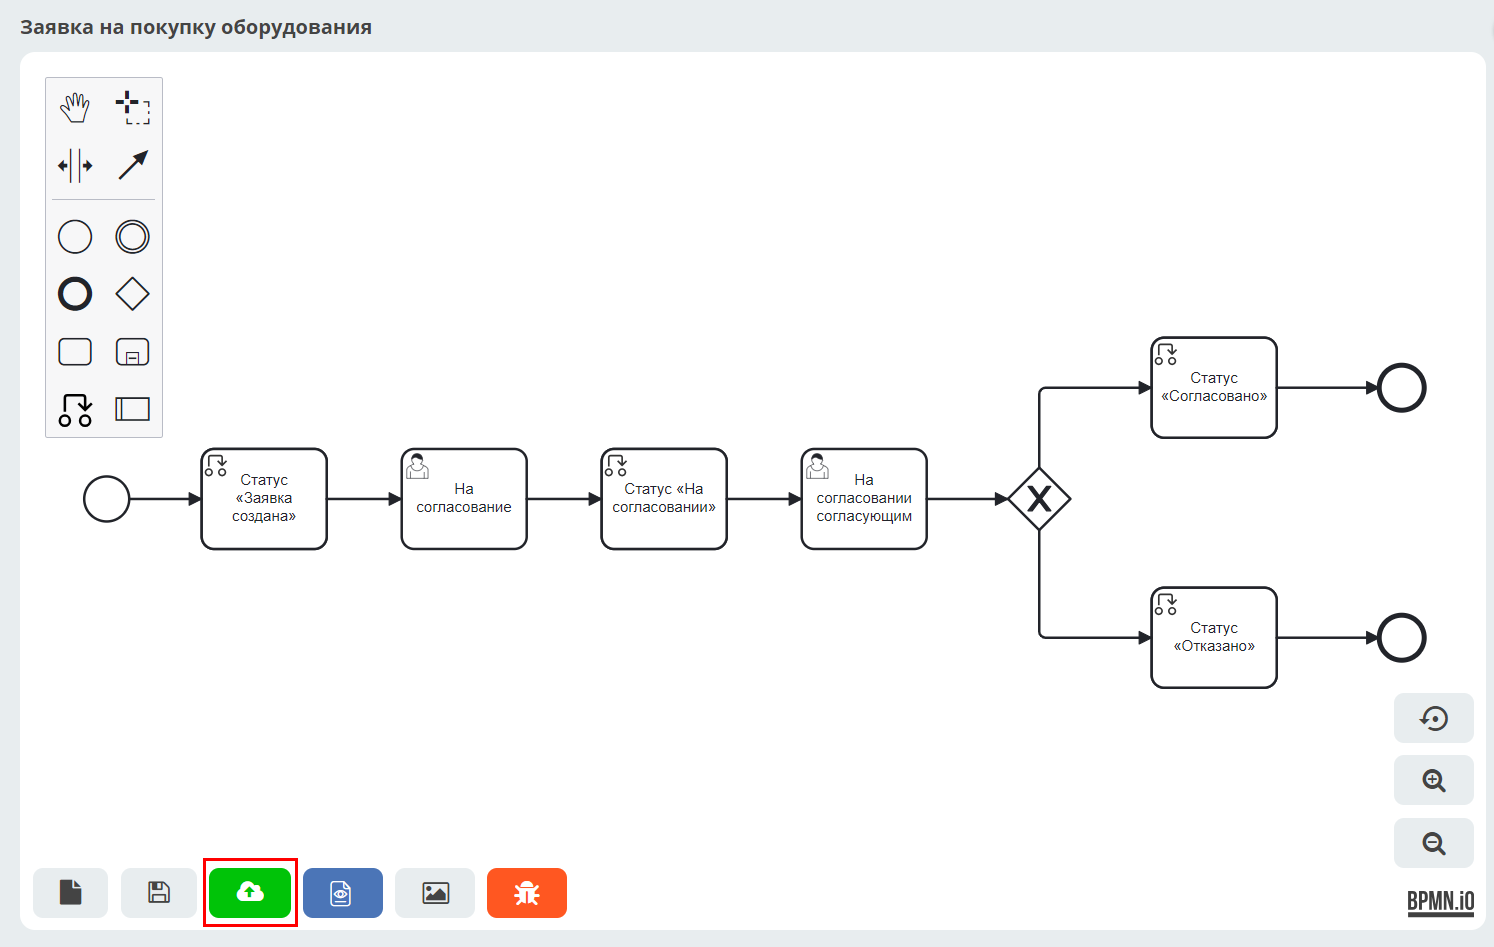 Заявка на покупку оборудования
Статус
«Заявка
создана»
На
согласование
Статус «На
согласовании»
На
согласовании
согласующим
Статус
«Согласовано»
Статус
«Отказано»
BPMN.iO